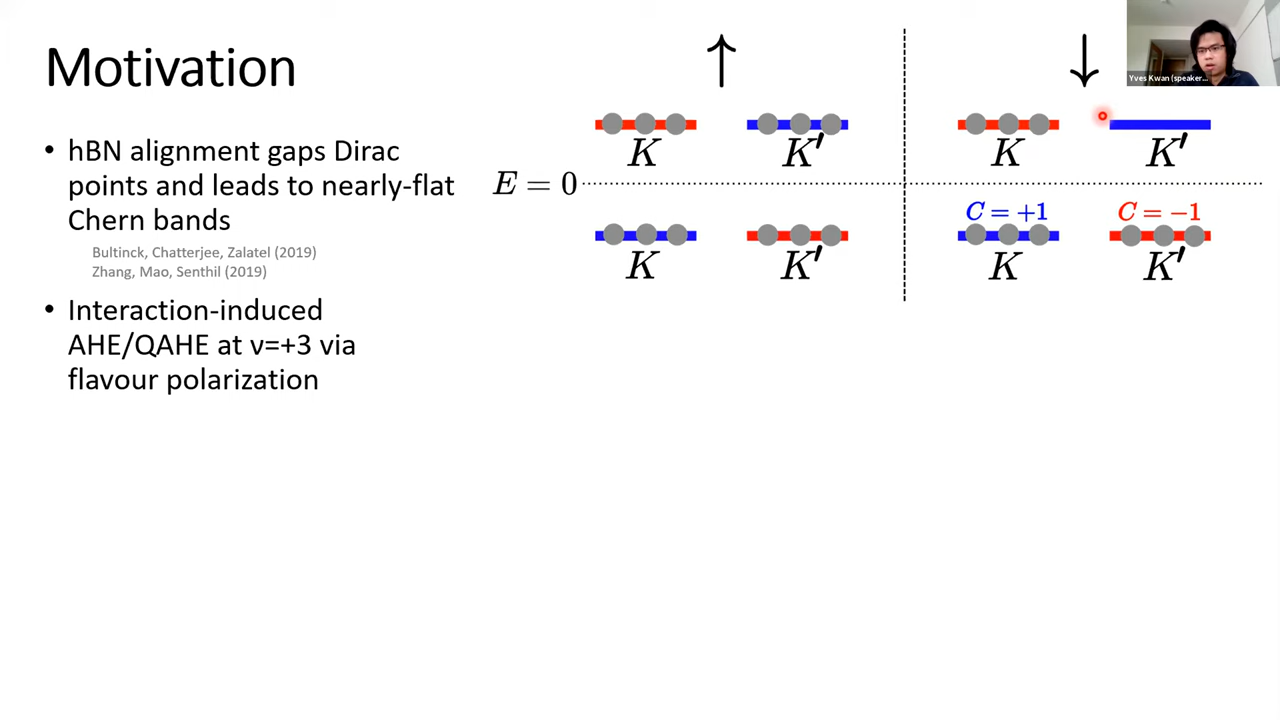 Motivation
• hBN alignment gaps Dirac
points and leads to nearly-flat
Chern bands
Bultinck, Chatterjee, Zalatel (2019)
Zhang, Mao, Senthil (2019)
• Interaction-induced
AHE/QAHE at ν=+3 via
flavour polarization
↑ ↓
K K′ K K′
E = 0
C = +1 C = −1
K K′ K K′
Yves Kwan (speaker...